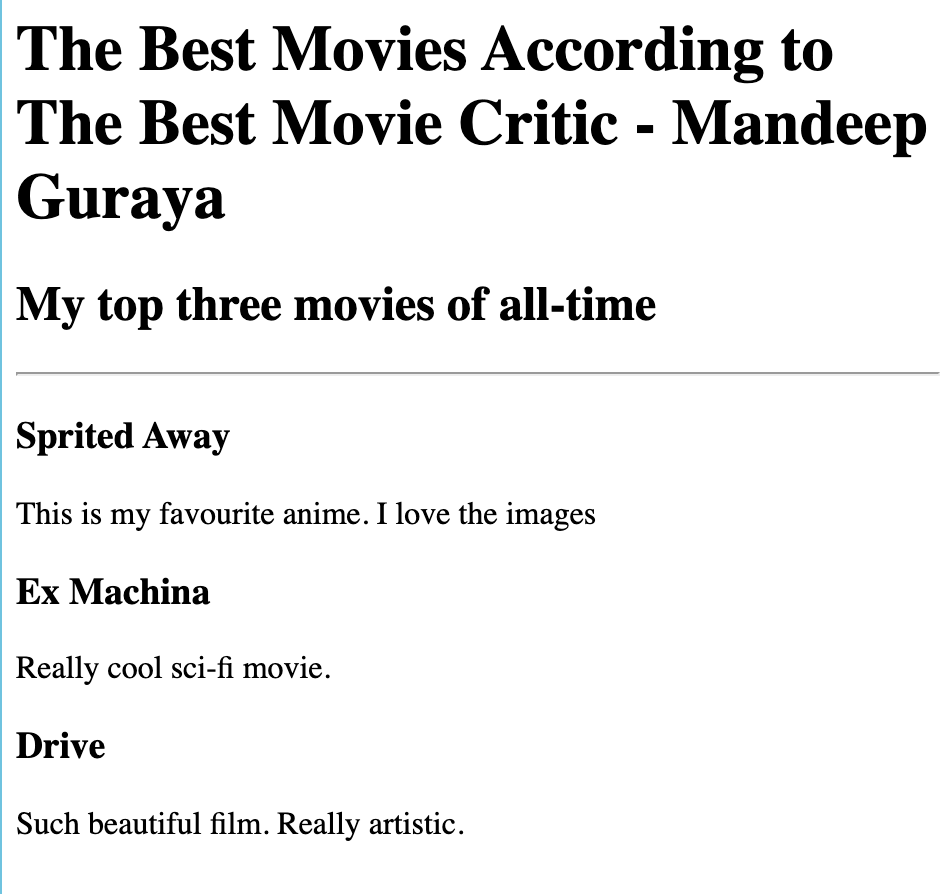 The Best Movies According to
The Best Movie Critic - Mandeep
Guraya
My top three movies of all-time
Sprited Away
This is my favourite anime. I love the images
Ex Machina
Really cool sci-fi movie.
Drive
Such beautiful film. Really artistic.